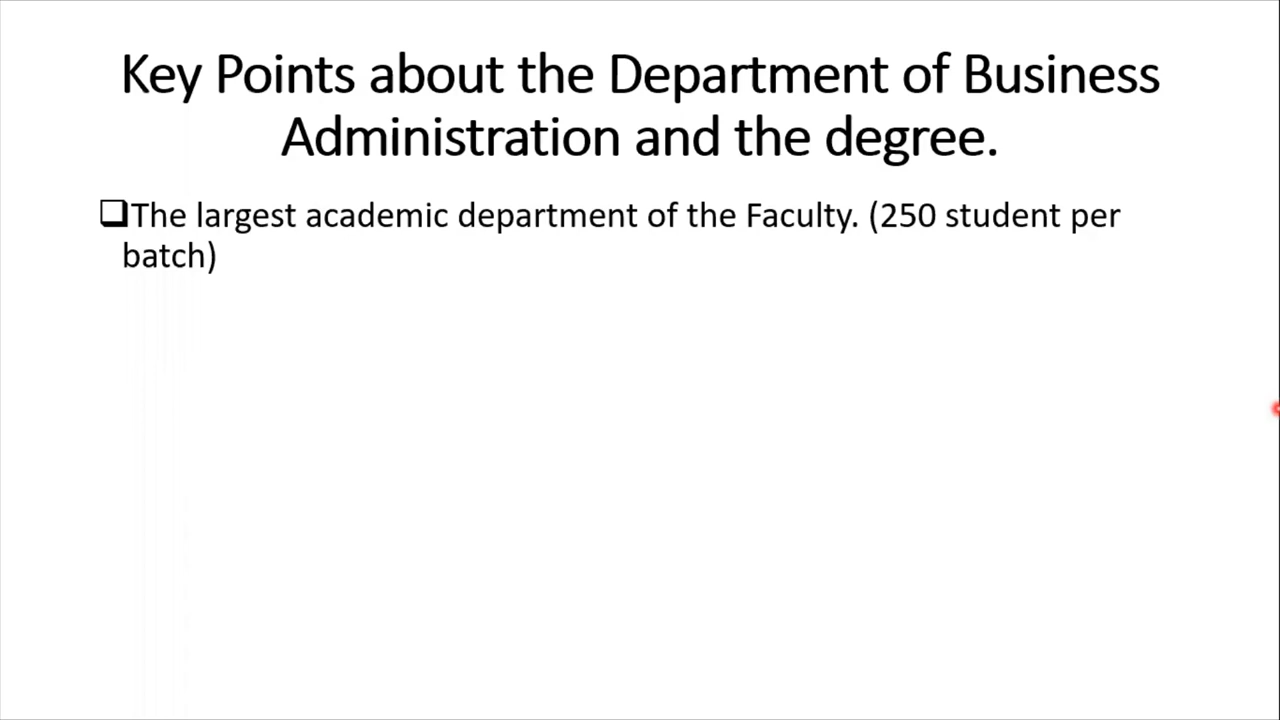 Key Points about the Department of Business
Administration and the degree.
❑The largest academic department of the Faculty. (250 student per
batch)